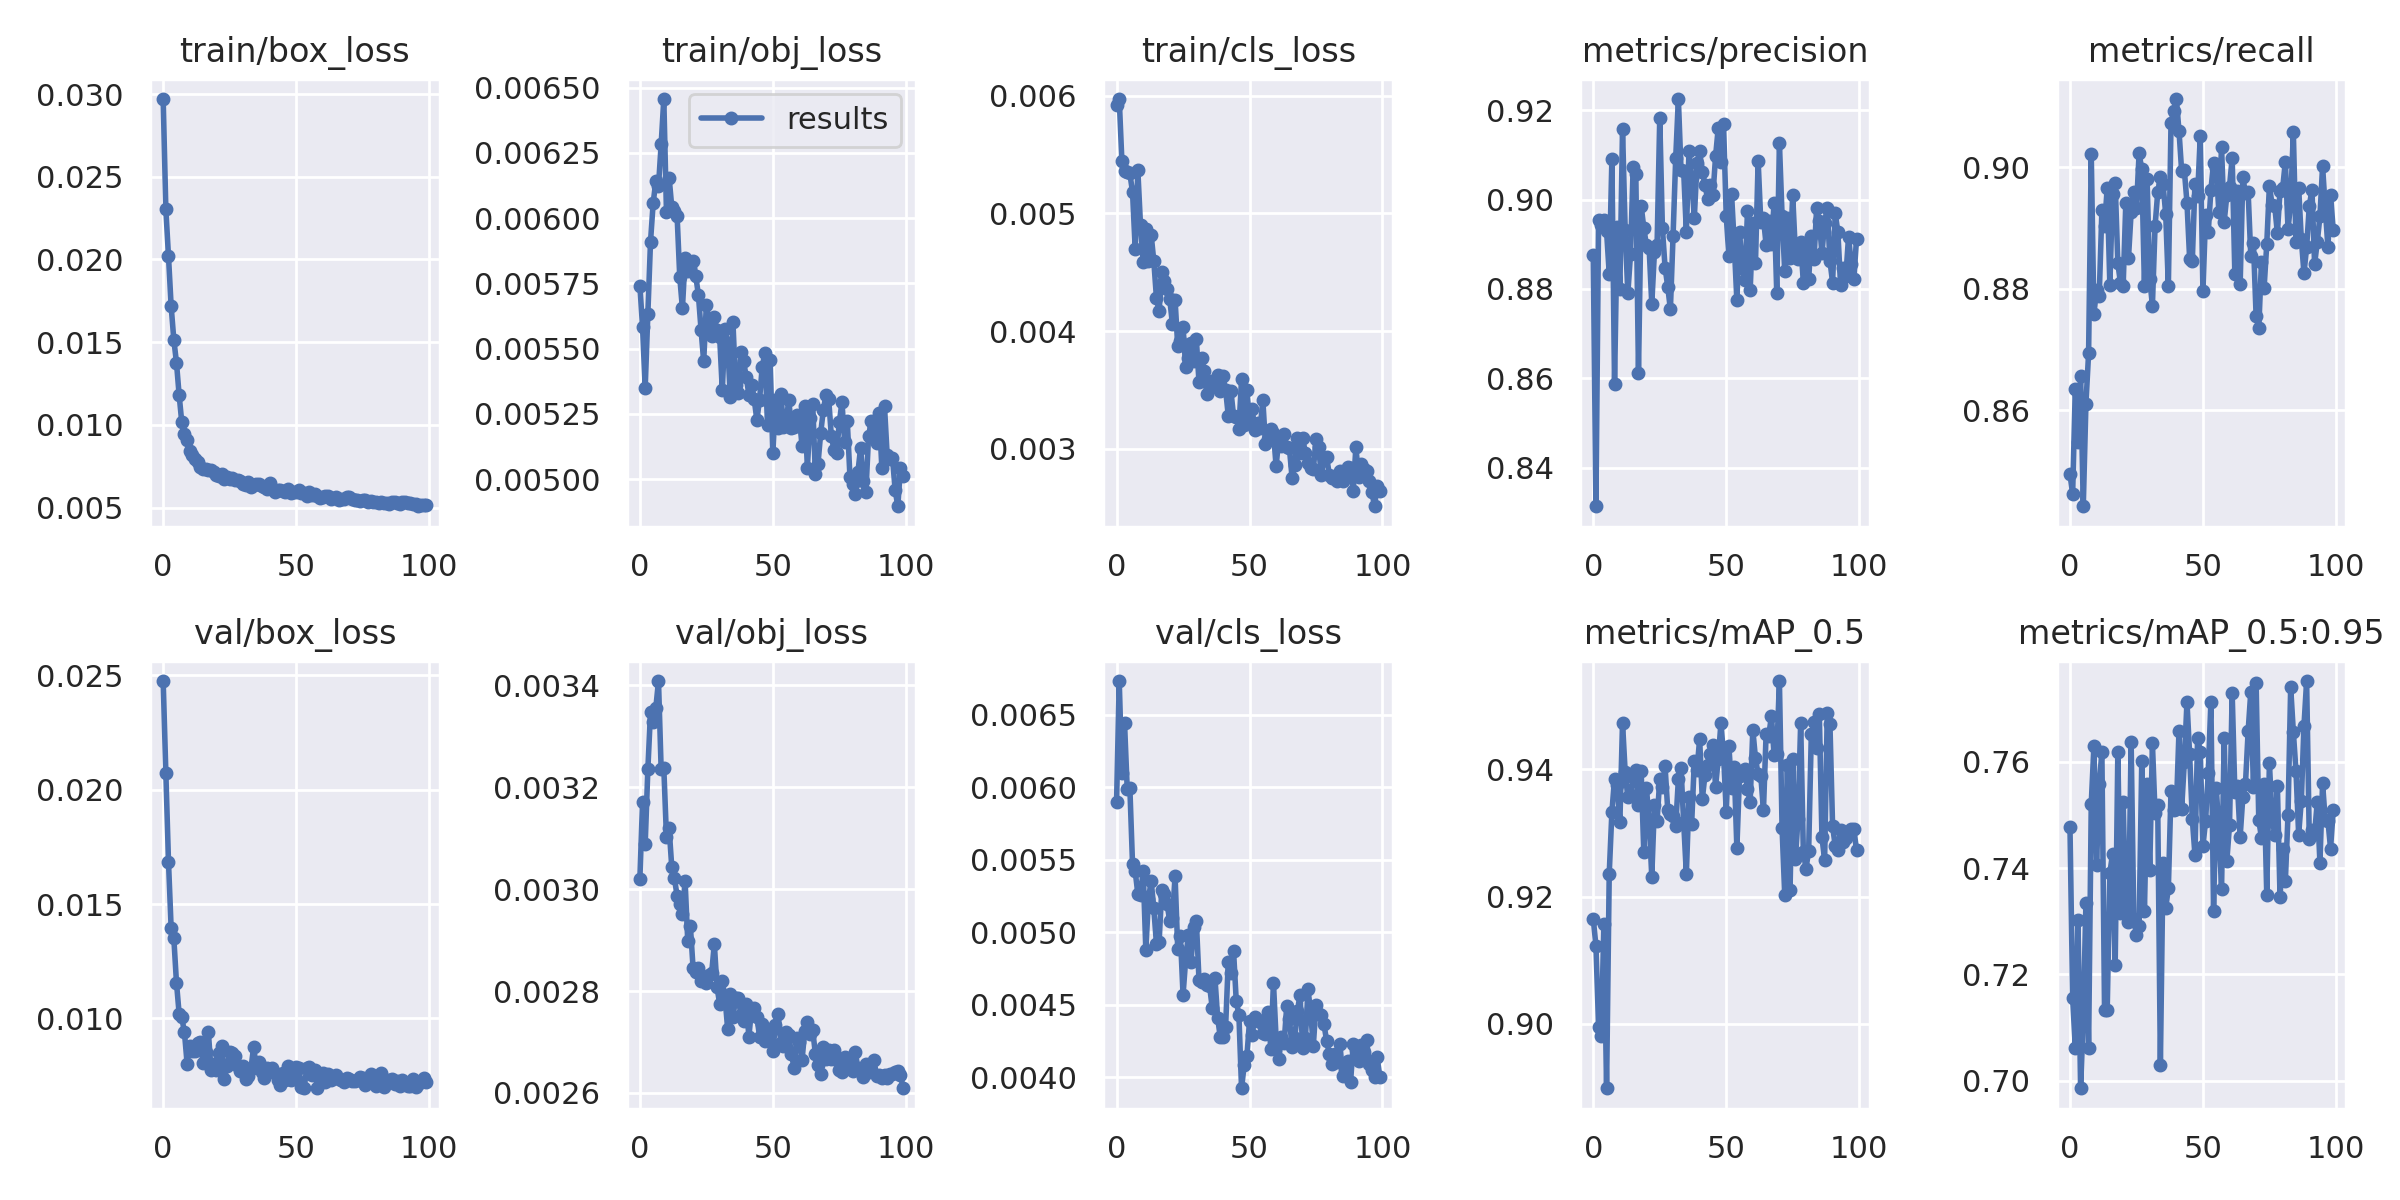 train/box_loss
0.030
0.025
0.020
0.015
0.010
0.005
0 50 100
train/obj_loss
results
0.00650
0.00625
0.00600
0.00575
0.00550
0.00525
0.00500
0 50 100
train/cls_loss
0.006
0.005
0.004
0.003
0 50 100
metrics/precision
0.92
0.90
0.88
0.86
0.84
0 50 100
metrics/recall
0.90
0.88
0.86
0 50 100
val/box_loss
0.025
0.020
0.015
0.010
0 50 100
val/obj_loss
0.0034
0.0032
0.0030
0.0028
0.0026
0 50 100
val/cls_loss
0.0065
0.0060
0.0055
0.0050
0.0045
0.0040
0 50 100
metrics/mAP_0.5
0.94
0.92
0.90
0 50 100
metrics/mAP_0.5:0.95
0.76
0.74
0.72
0.70
0 50 100